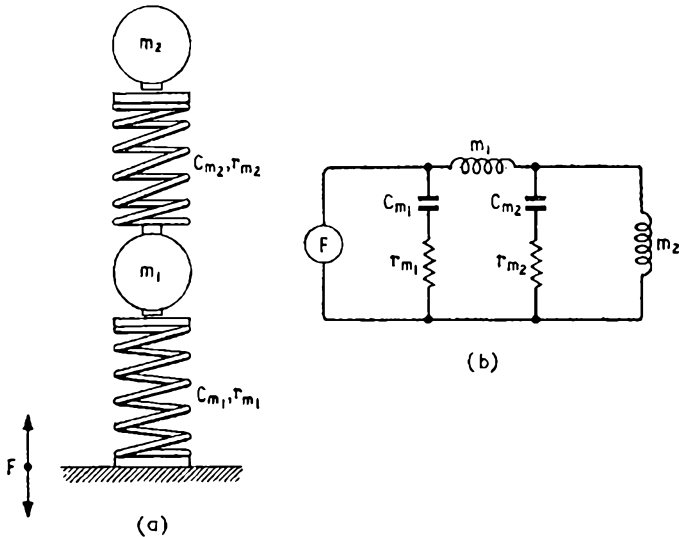 m₂
Cm₂, rm₂
m₁
Cm₁, rm₁
F
(a)
m₁
Cm₁
Cm₂
F
rm₁
rm₂
m₂
(b)